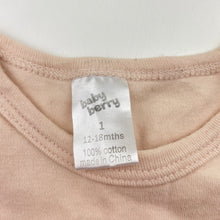 baby
berry
1
12-18mths
100% cotton
made in China